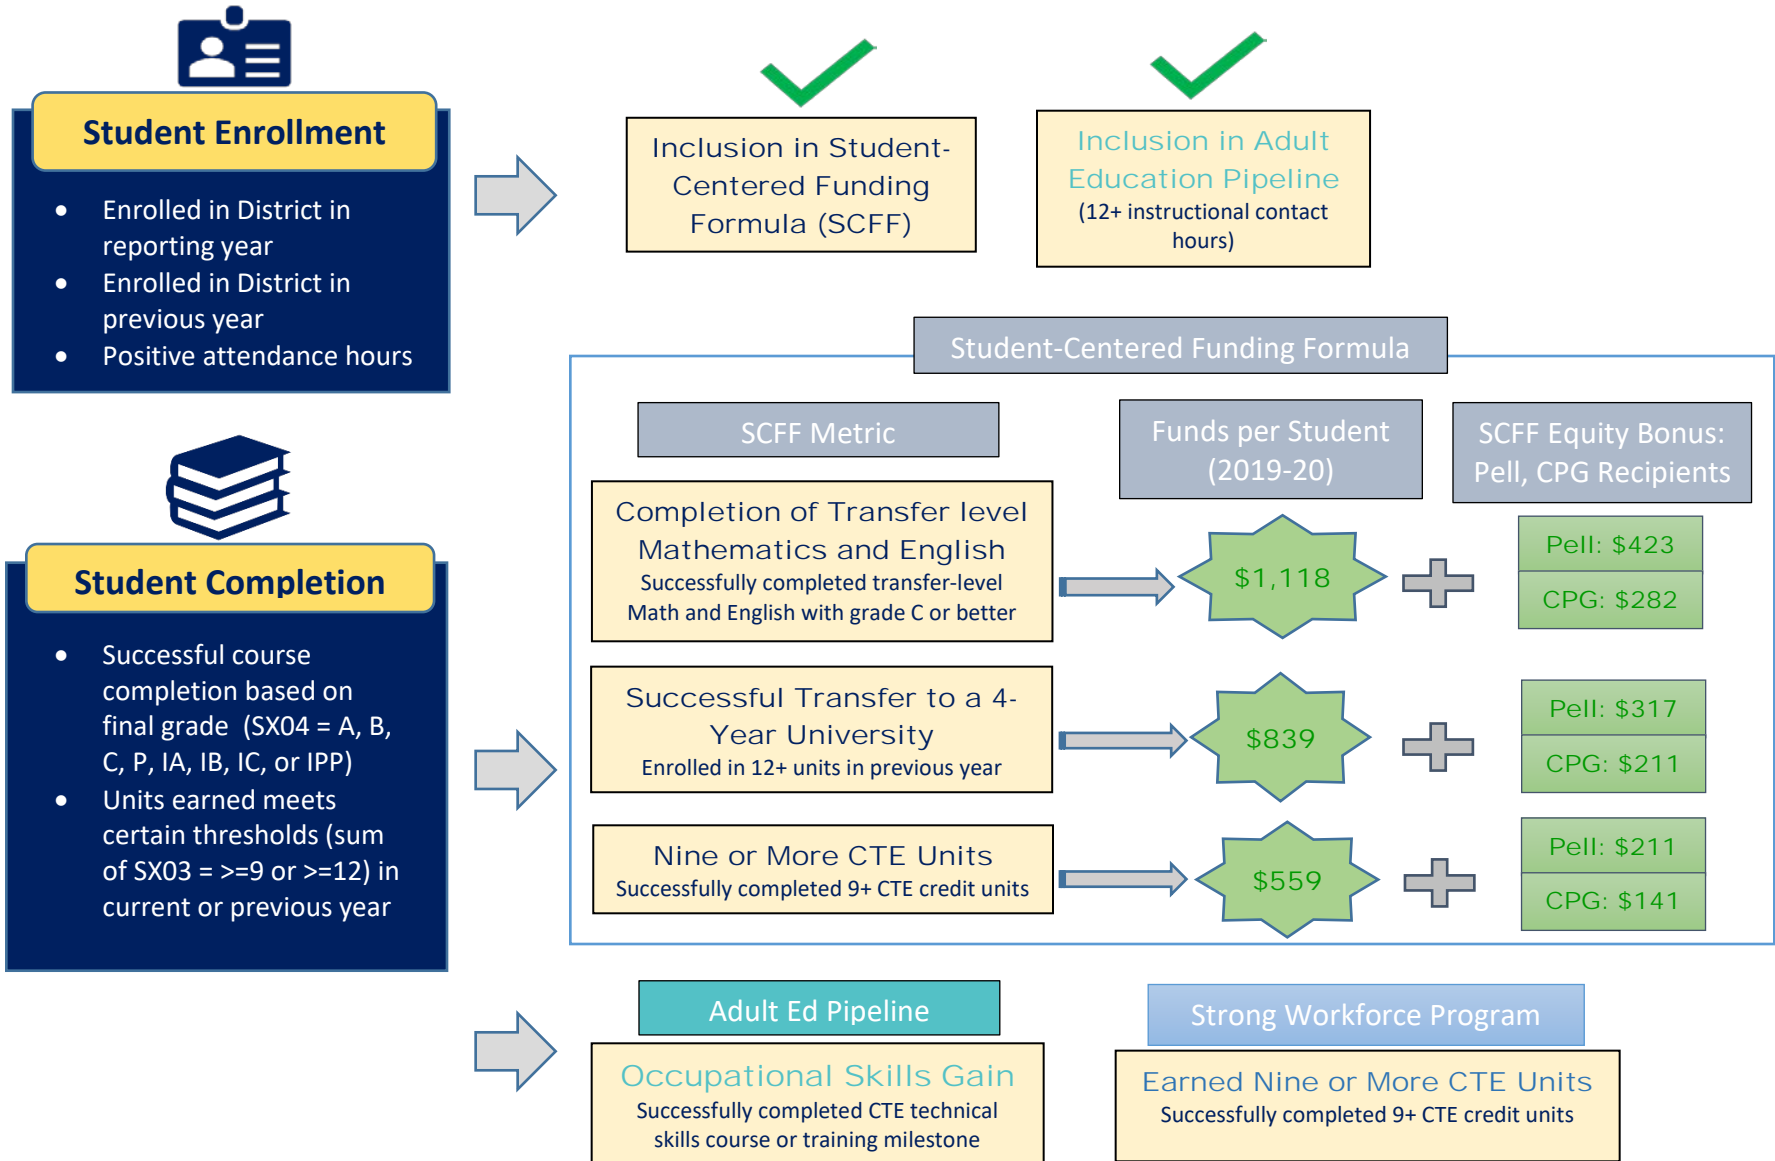 Student Enrollment
• Enrolled in District in
reporting year
• Enrolled in District in
previous year
• Positive attendance hours
Inclusion in Student-
Centered Funding
Formula (SCFF)
Inclusion in Adult
Education Pipeline
(12+ instructional contact
hours)
Student-Centered Funding Formula
SCFF Metric
Funds per Student
(2019-20)
SCFF Equity Bonus:
Pell, CPG Recipients
Completion of Transfer level
Mathematics and English
Successfully completed transfer-level
Math and English with grade C or better
$1,118
Pell: $423
CPG: $282
Student Completion
• Successful course
completion based on
final grade (SX04 = A, B,
C, P, IA, IB, IC, or IPP)
• Units earned meets
certain thresholds (sum
of SX03 = >=9 or >=12) in
current or previous year
Successful Transfer to a 4-
Year University
Enrolled in 12+ units in previous year
$839
Pell: $317
CPG: $211
Nine or More CTE Units
Successfully completed 9+ CTE credit units
$559
Pell: $211
CPG: $141
Adult Ed Pipeline
Occupational Skills Gain
Successfully completed CTE technical
skills course or training milestone
Strong Workforce Program
Earned Nine or More CTE Units
Successfully completed 9+ CTE credit units